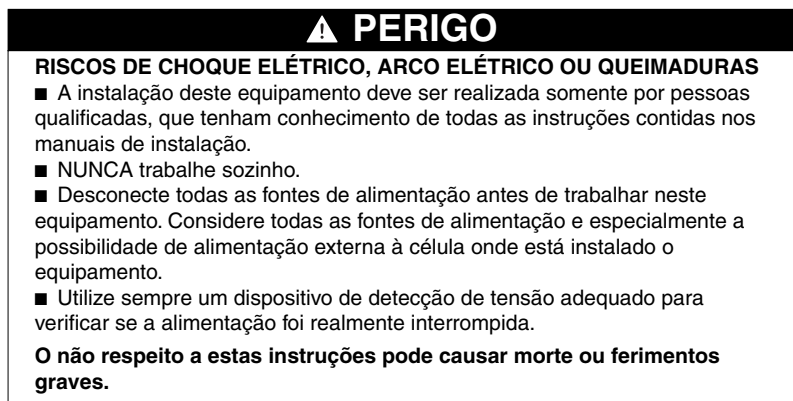 ⚠ PERIGO
RISCOS DE CHOQUE ELÉTRICO, ARCO ELÉTRICO OU QUEIMADURAS
■ A instalação deste equipamento deve ser realizada somente por pessoas
qualificadas, que tenham conhecimento de todas as instruções contidas nos
manuais de instalação.
■ NUNCA trabalhe sozinho.
■ Desconecte todas as fontes de alimentação antes de trabalhar neste
equipamento. Considere todas as fontes de alimentação e especialmente a
possibilidade de alimentação externa à célula onde está instalado o
equipamento.
■ Utilize sempre um dispositivo de detecção de tensão adequado para
verificar se a alimentação foi realmente interrompida.
O não respeito a estas instruções pode causar morte ou ferimentos
graves.